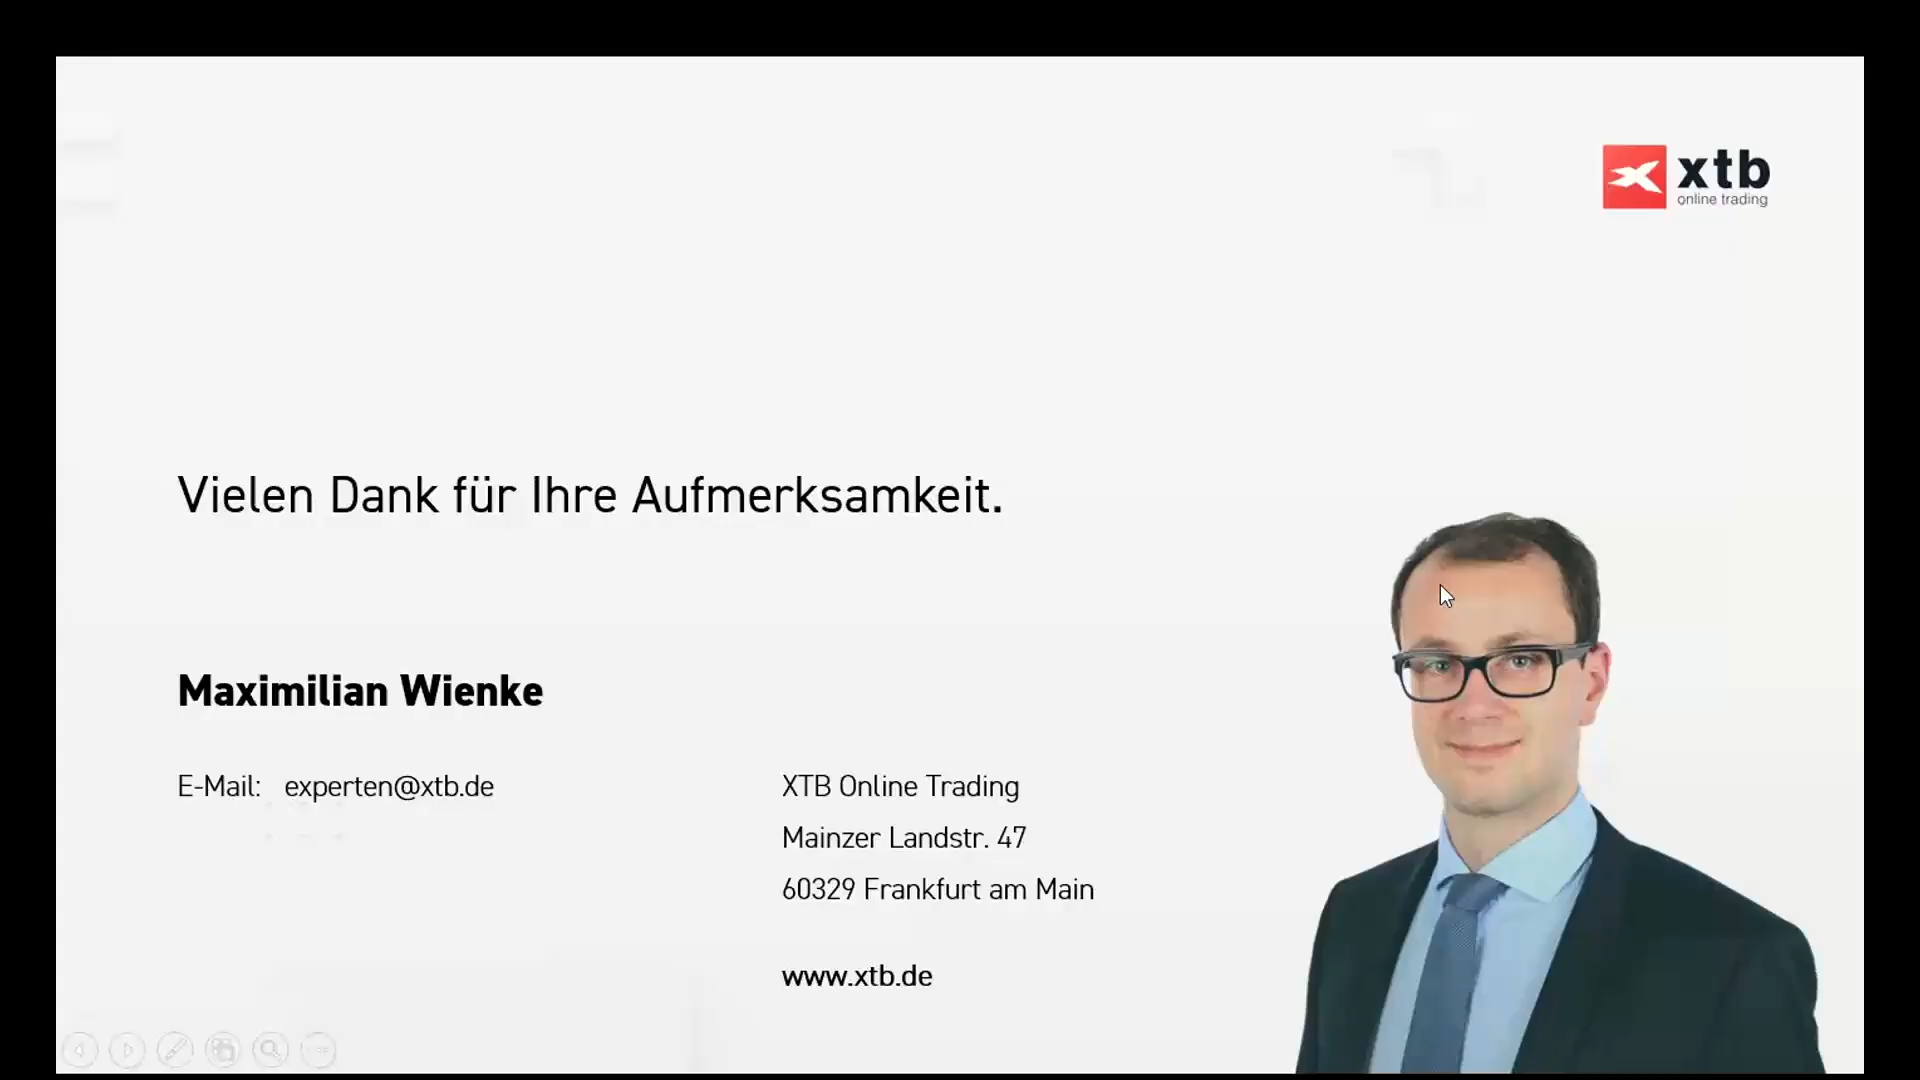 xtb
online trading
Vielen Dank für Ihre Aufmerksamkeit.
Maximilian Wienke
E-Mail: experten@xtb.de
XTB Online Trading
Mainzer Landstr. 47
60329 Frankfurt am Main
www.xtb.de